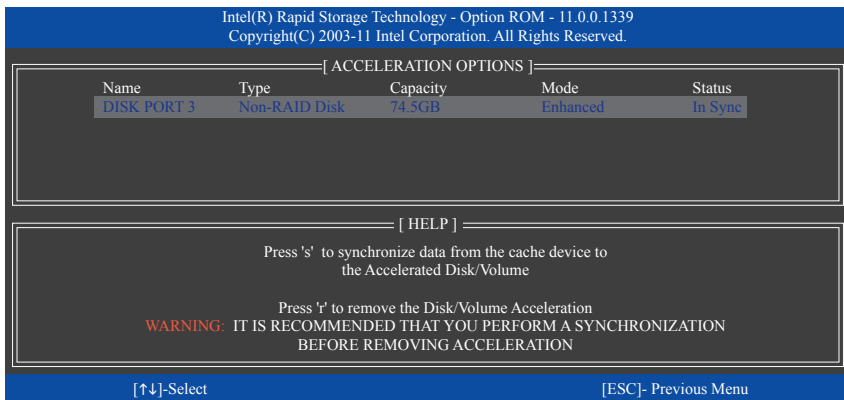 Intel(R) Rapid Storage Technology - Option ROM - 11.0.0.1339
Copyright(C) 2003-11 Intel Corporation. All Rights Reserved.
[ ACCELERATION OPTIONS ]
Name Type Capacity Mode Status
DISK PORT 3 Non-RAID Disk 74.5GB Enhanced In Sync
[ HELP ]
Press 's' to synchronize data from the cache device to
the Accelerated Disk/Volume
Press 'r' to remove the Disk/Volume Acceleration
WARNING: IT IS RECOMMENDED THAT YOU PERFORM A SYNCHRONIZATION
BEFORE REMOVING ACCELERATION
[↑↓]-Select [ESC]- Previous Menu